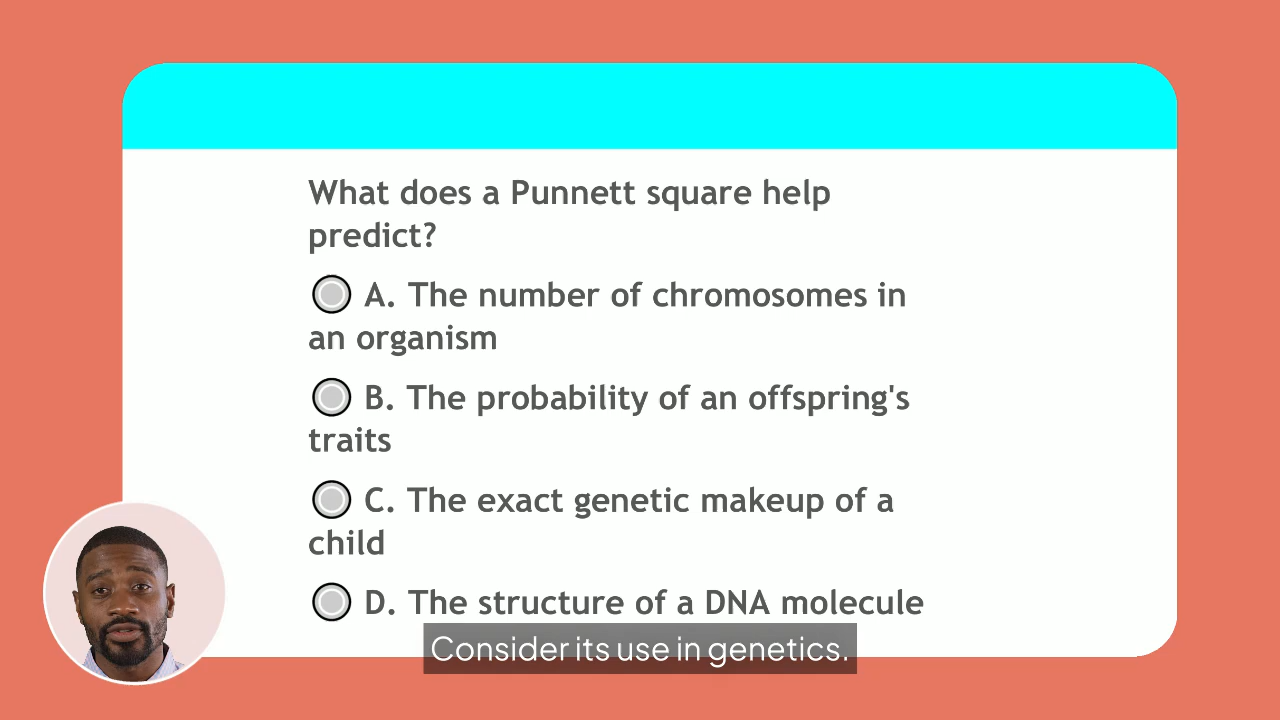 What does a Punnett square help
predict?
A. The number of chromosomes in
an organism
B. The probability of an offspring's
traits
C. The exact genetic makeup of a
child
D. The structure of a DNA molecule
Consider its use in genetics.